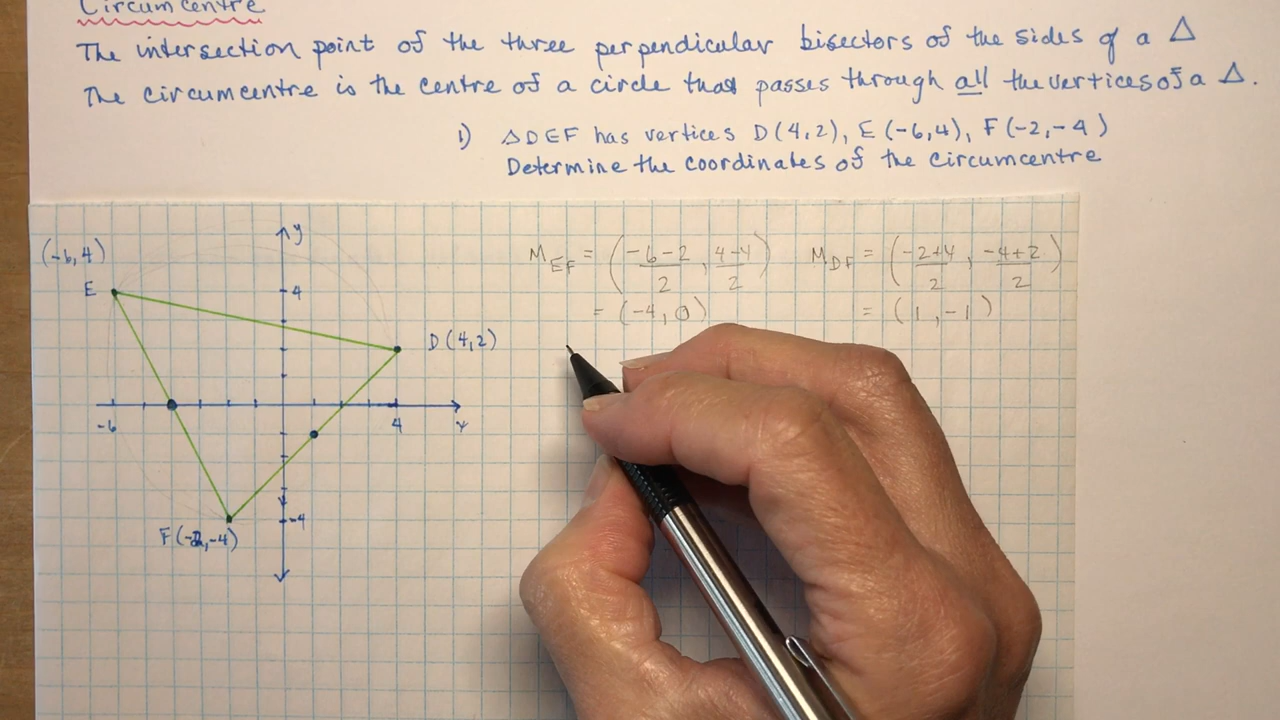 Circumcentre
The intersection point of the three perpendicular bisectors of the sides of a △
The circumcentre is the centre of a circle that passes through all the vertices of a △.
1) △DEF has vertices D(4,2), E(-6,4), F(-2,-4)
Determine the coordinates of the circumcentre
(-6,4)
E
y
4
D(4,2)
-6
4
x
F(-2,-4)
-4
M_EF = (-6-2/2, 4-4/2)
= (-4,0)
M_DF = (-2+4/2, -4+2/2)
= (1,-1)